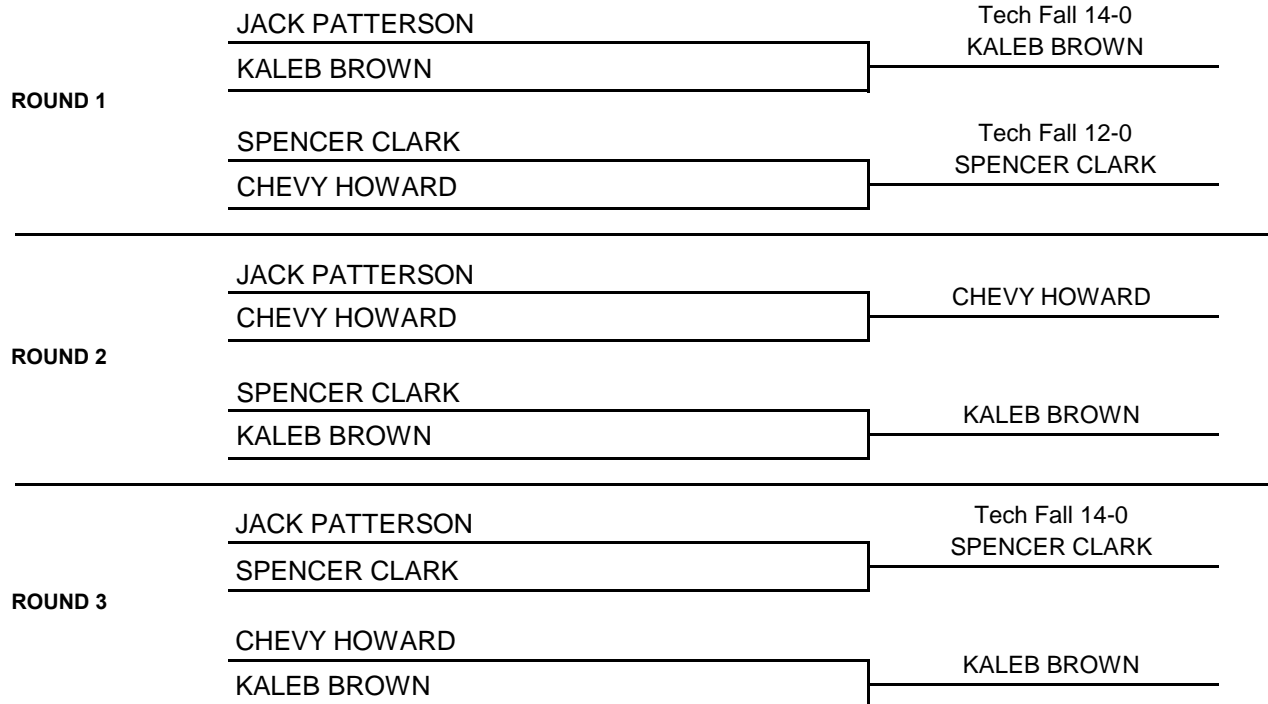 JACK PATTERSON
Tech Fall 14-0
KALEB BROWN
KALEB BROWN
ROUND 1
SPENCER CLARK
Tech Fall 12-0
SPENCER CLARK
CHEVY HOWARD
JACK PATTERSON
CHEVY HOWARD
CHEVY HOWARD
ROUND 2
SPENCER CLARK
KALEB BROWN
KALEB BROWN
JACK PATTERSON
Tech Fall 14-0
SPENCER CLARK
SPENCER CLARK
ROUND 3
CHEVY HOWARD
KALEB BROWN
KALEB BROWN